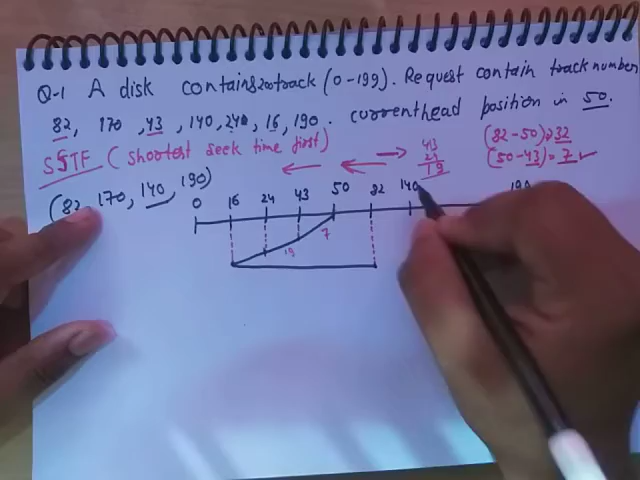 Q-1 A disk contains 200 track (0-199). Request contain track number
82, 170, 43, 140, 24, 16, 190. current head position in 50.
SSTF (shortest seek time first)
43
24
19
(82-50)=32
(50-43)=7 ✓
(82, 170, 140, 190)
0 16 24 43 50 82 140 190
19 7